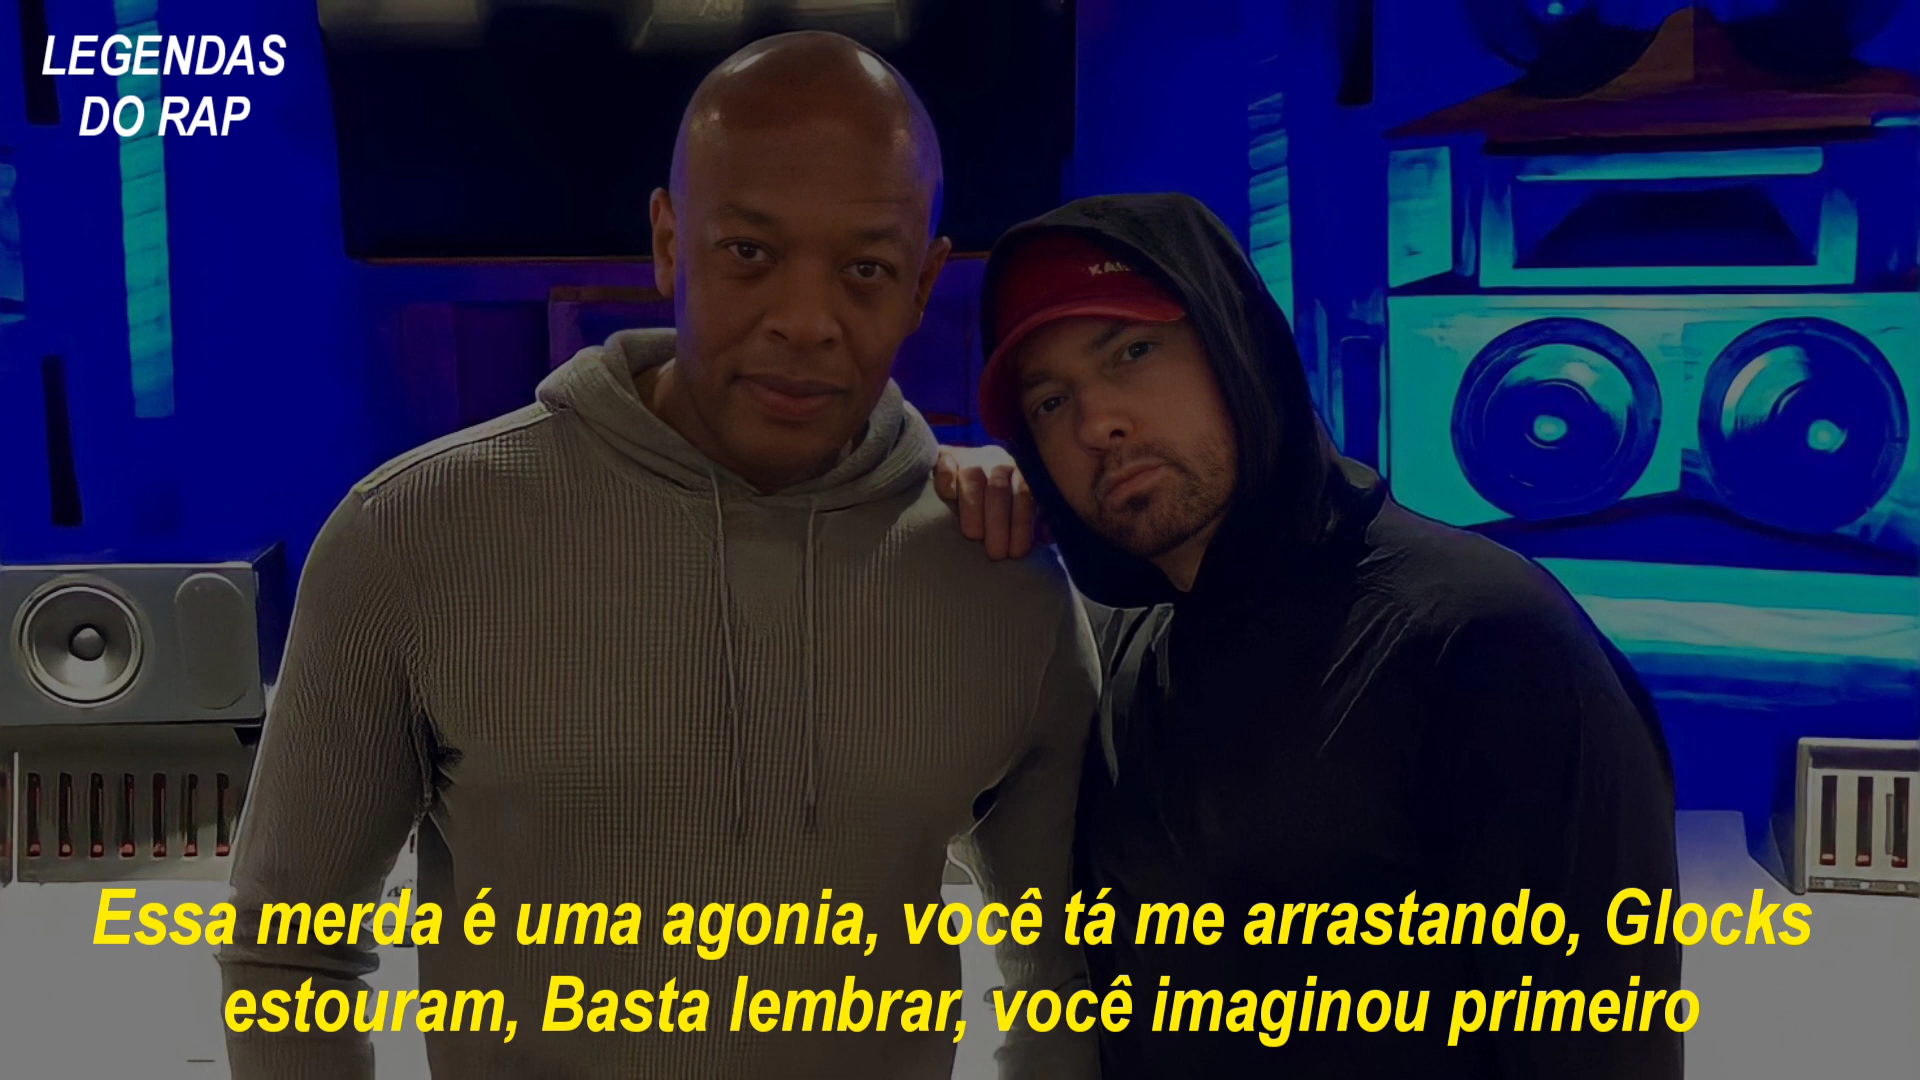 LEGENDAS
DO RAP
Essa merda é uma agonia, você tá me arrastando, Glocks
estouram, Basta lembrar, você imaginou primeiro